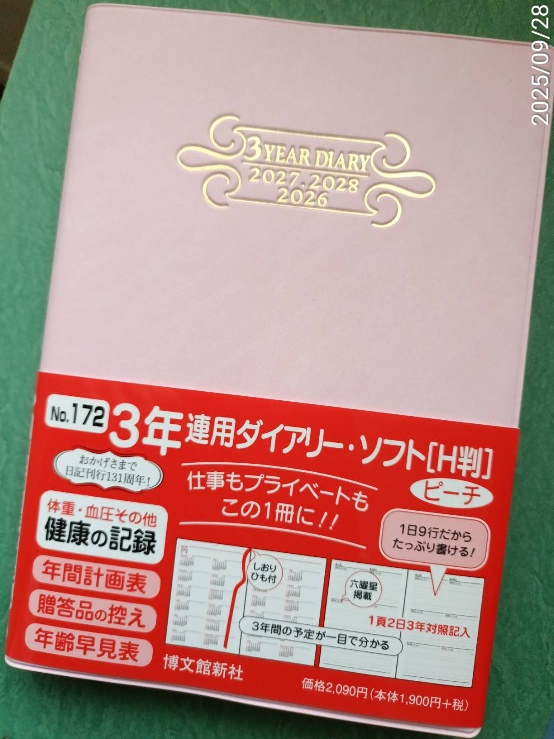 2025/09/28
3 YEAR DIARY
2027.2028
2026
No.172
3年連用ダイアリー・ソフト[H判]
ピーチ
おかげさまで
日記刊行131周年!
仕事もプライベートも
この1冊に!!
体重・血圧その他
健康の記録
年間計画表
贈答品の控え
年齢早見表
1日9行だから
たっぷり書ける!
しおり
ひも付
六曜星
掲載
1頁2日3年対照記入
3年間の予定が一目で分かる
博文館新社
価格2,090円(本体1,900円+税)